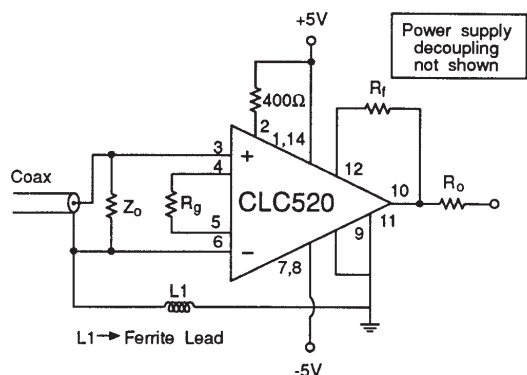 +5V
Power supply
decoupling
not shown
400Ω
Rf
2
1,14
3
+
12
4
Coax
Zo
Rg
CLC520
10
Ro
11
5
9
6
−
7,8
L1
L1→Ferrite Lead
-5V